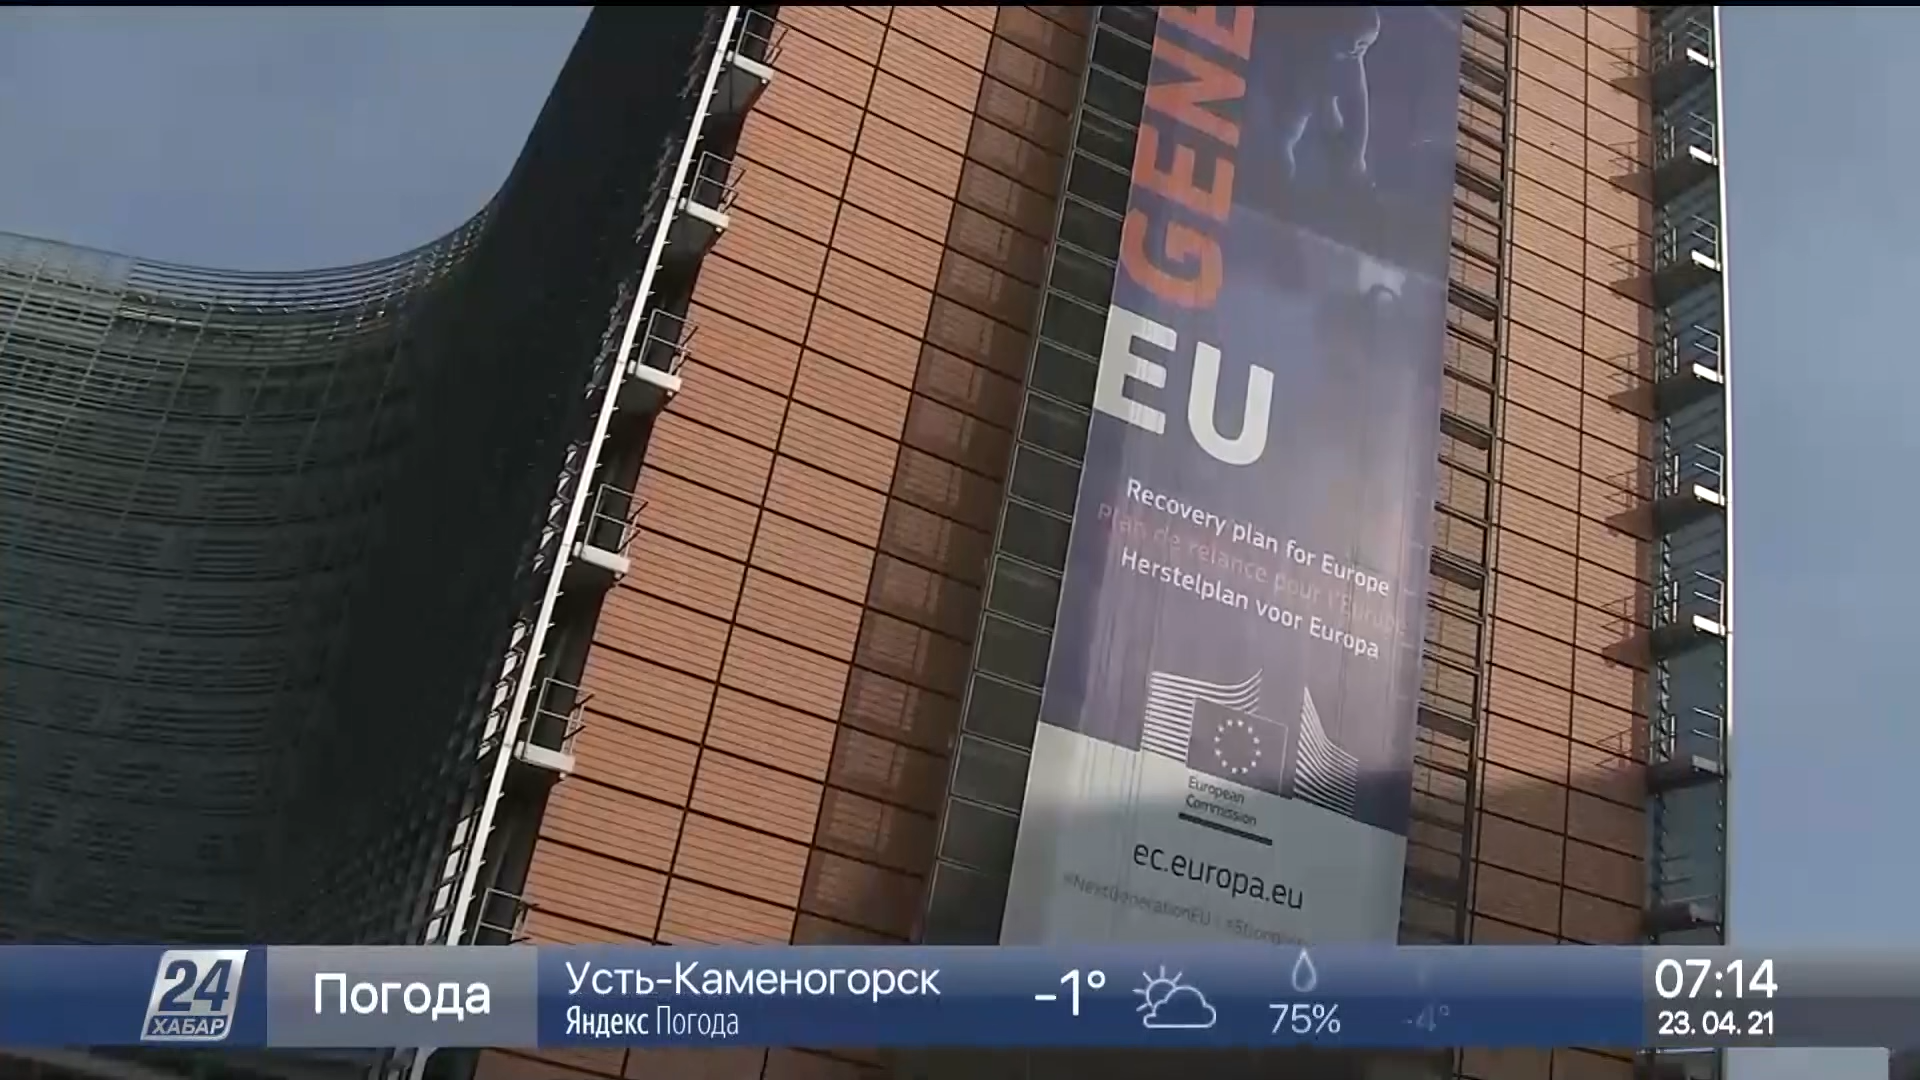 GENE
EU
Recovery plan for Europe
plan de relance pour l'Europe
Herstelplan voor Europa
European
Commission
ec.europa.eu
#NextGenerationEU
24
ХАБАР
Погода
Усть-Каменогорск
Яндекс Погода
-1°
75%
-4°
07:14
23. 04. 21